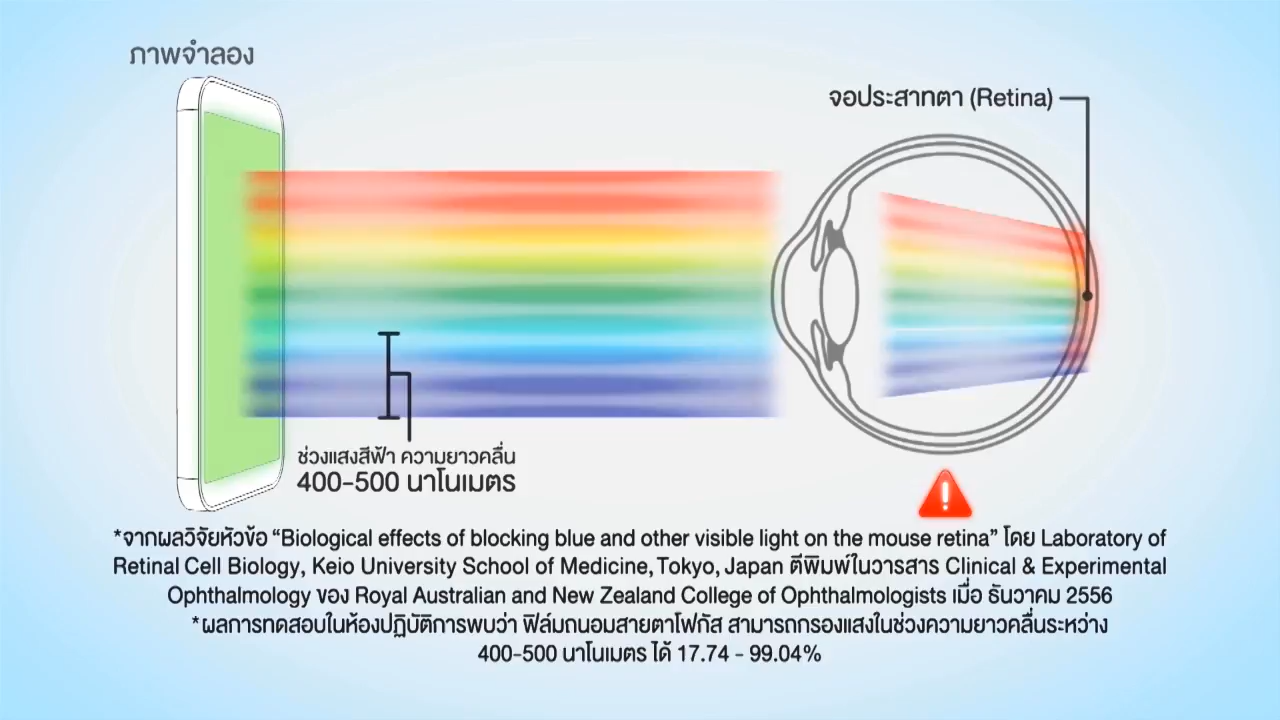 ภาพจำลอง
จอประสาทตา (Retina)
ช่วงแสงสีฟ้า ความยาวคลื่น
400-500 นาโนเมตร
*จากผลวิจัยหัวข้อ “Biological effects of blocking blue and other visible light on the mouse retina” โดย Laboratory of
Retinal Cell Biology, Keio University School of Medicine, Tokyo, Japan ตีพิมพ์ในวารสาร Clinical & Experimental
Ophthalmology ของ Royal Australian and New Zealand College of Ophthalmologists เมื่อ ธันวาคม 2556
*ผลการทดสอบในห้องปฏิบัติการพบว่า ฟิล์มถนอมสายตาโฟกัส สามารถกรองแสงในช่วงความยาวคลื่นระหว่าง
400-500 นาโนเมตร ได้ 17.74 - 99.04%